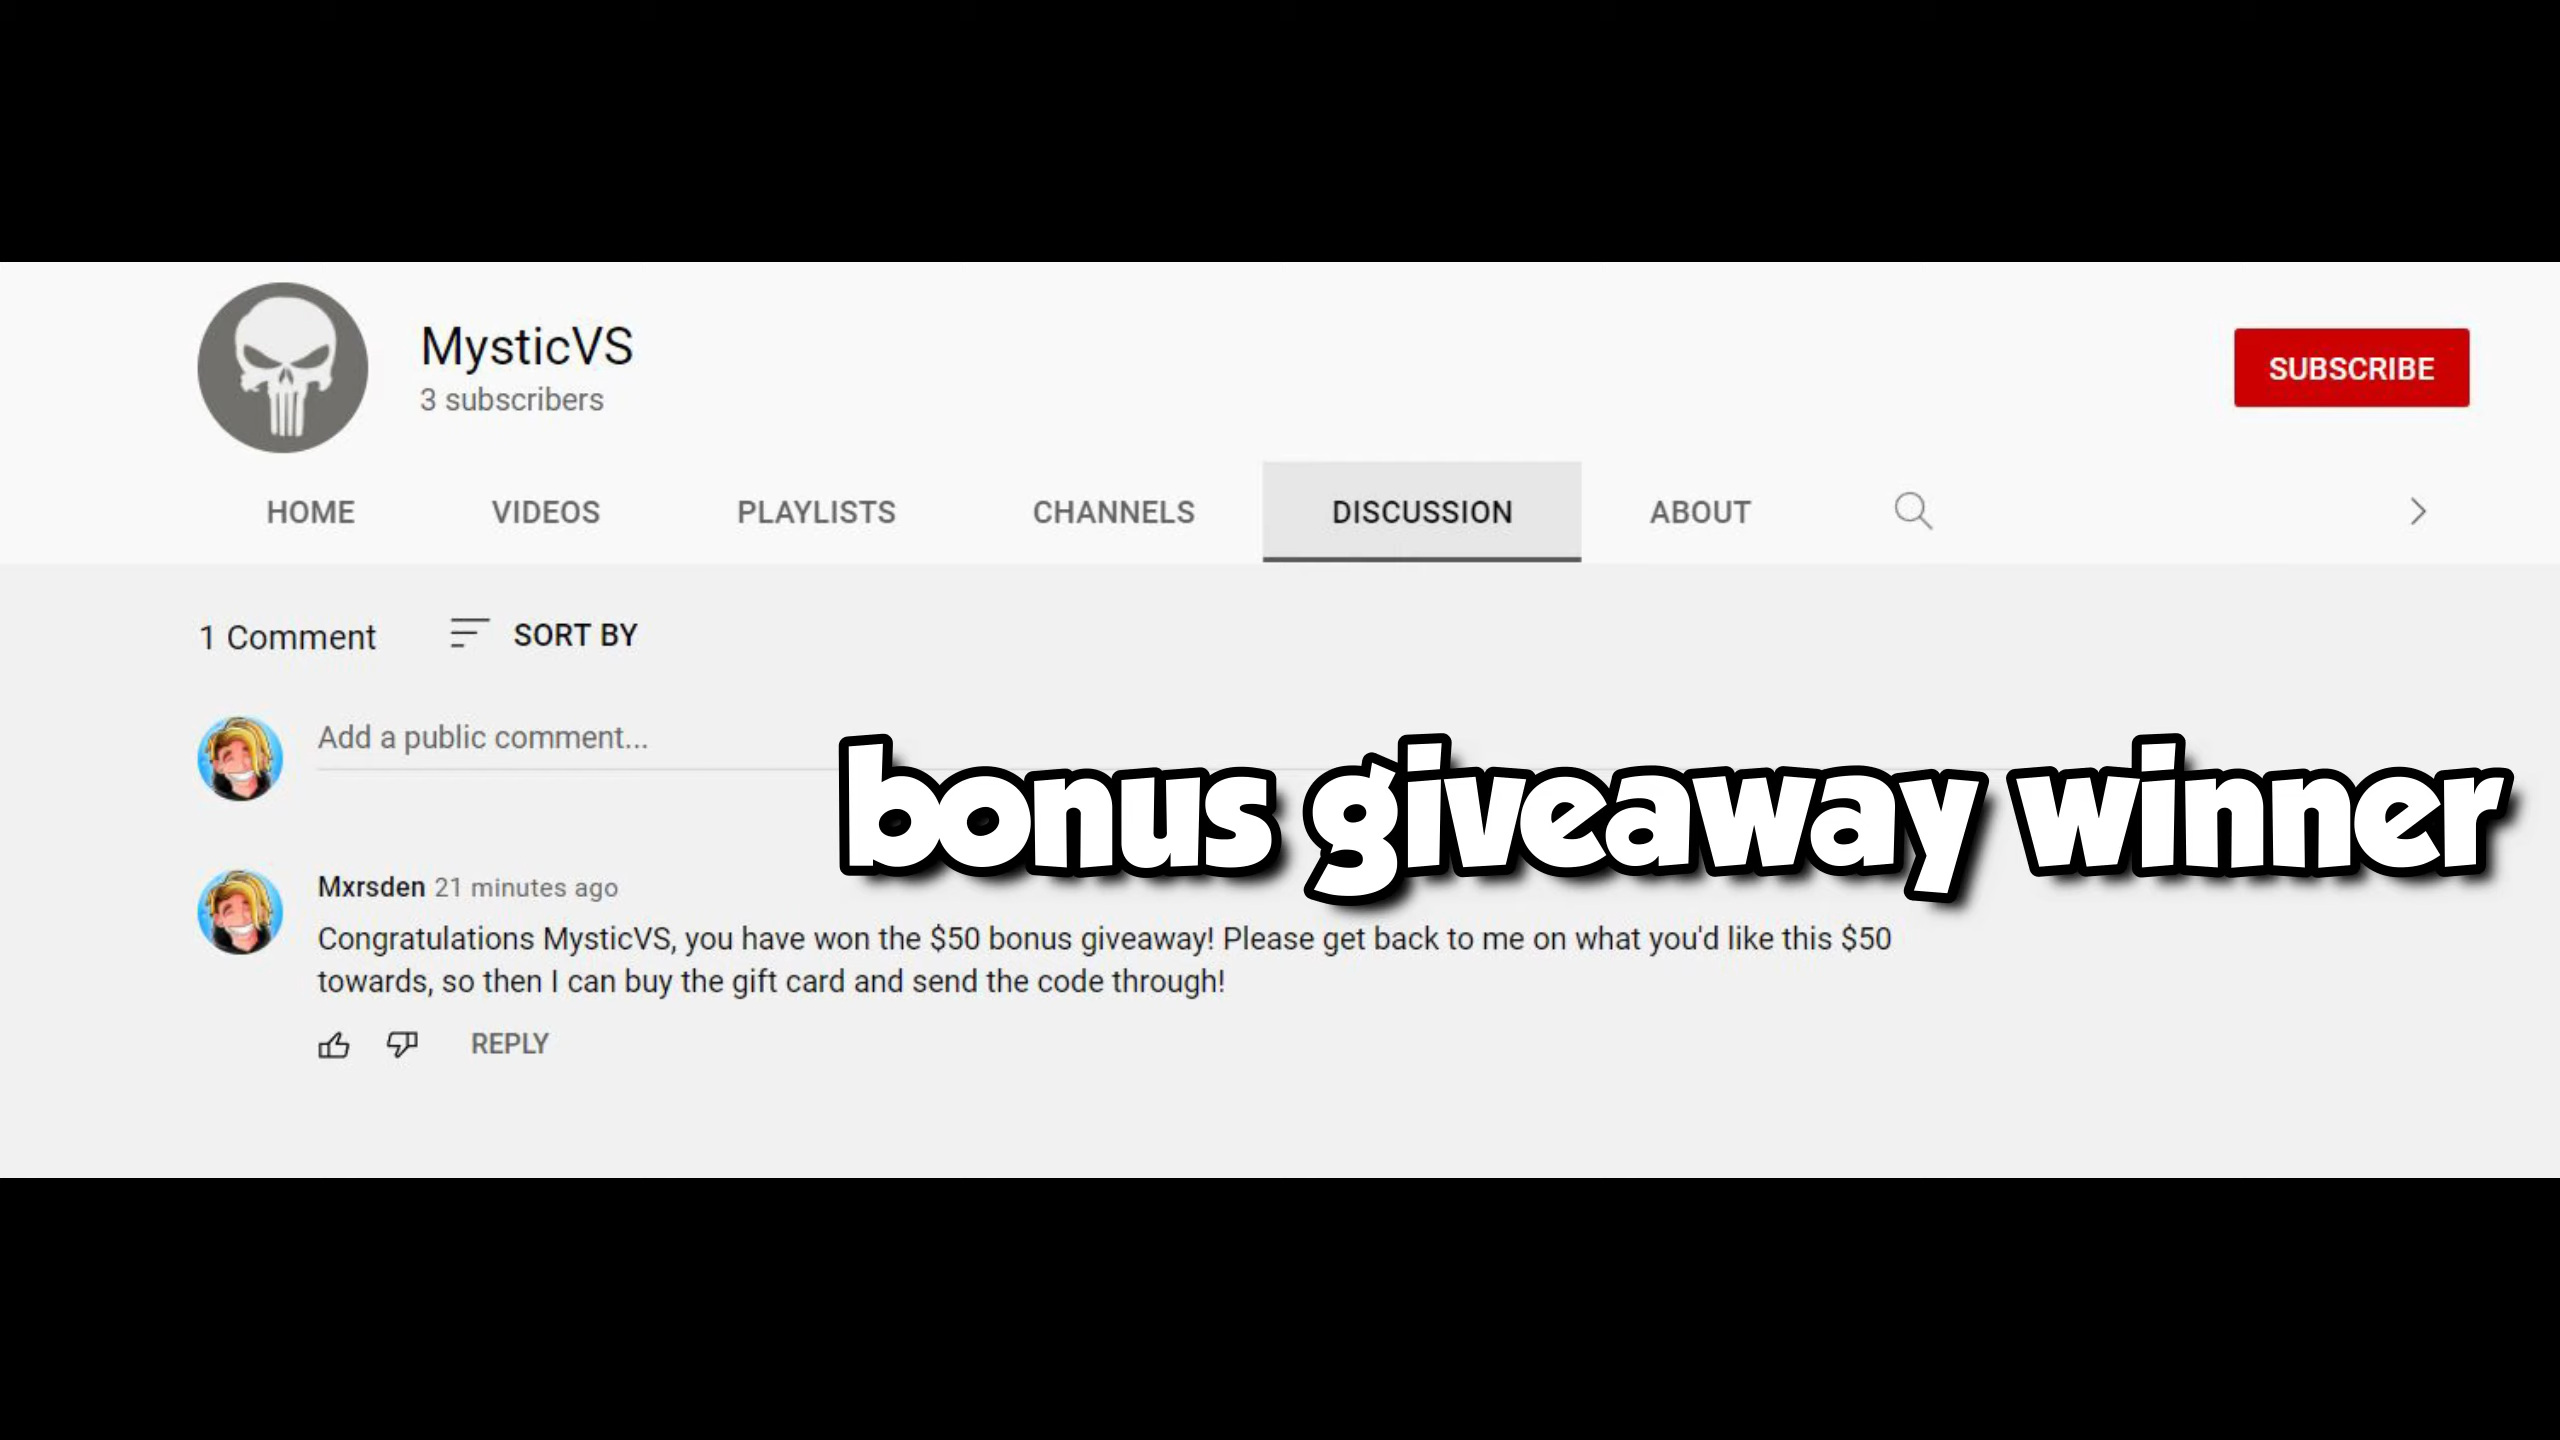 MysticVS
3 subscribers
SUBSCRIBE
HOME VIDEOS PLAYLISTS CHANNELS DISCUSSION ABOUT
1 Comment SORT BY
Add a public comment...
bonus giveaway winner
Mxrsden 21 minutes ago
Congratulations MysticVS, you have won the $50 bonus giveaway! Please get back to me on what you'd like this $50
towards, so then I can buy the gift card and send the code through!
REPLY